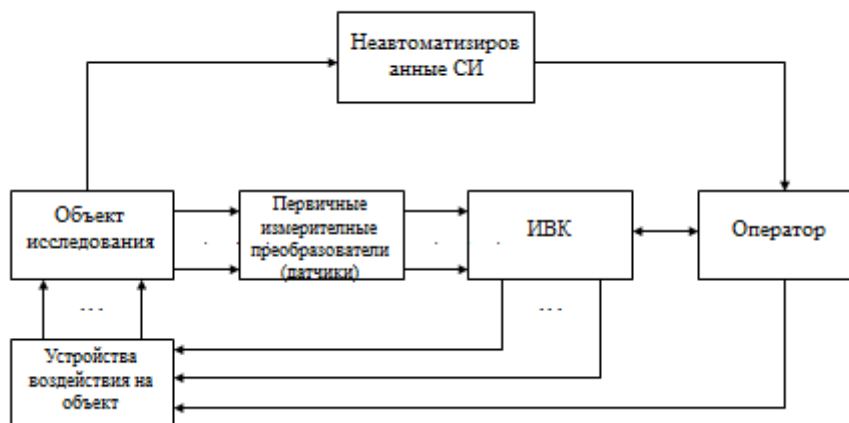 Неавтоматизиров
анные СИ
Объект
исследования
Первичные
измерителные
преобразователи
(датчики)
ИВК
Оператор
...
...
Устройства
воздействия на
объект